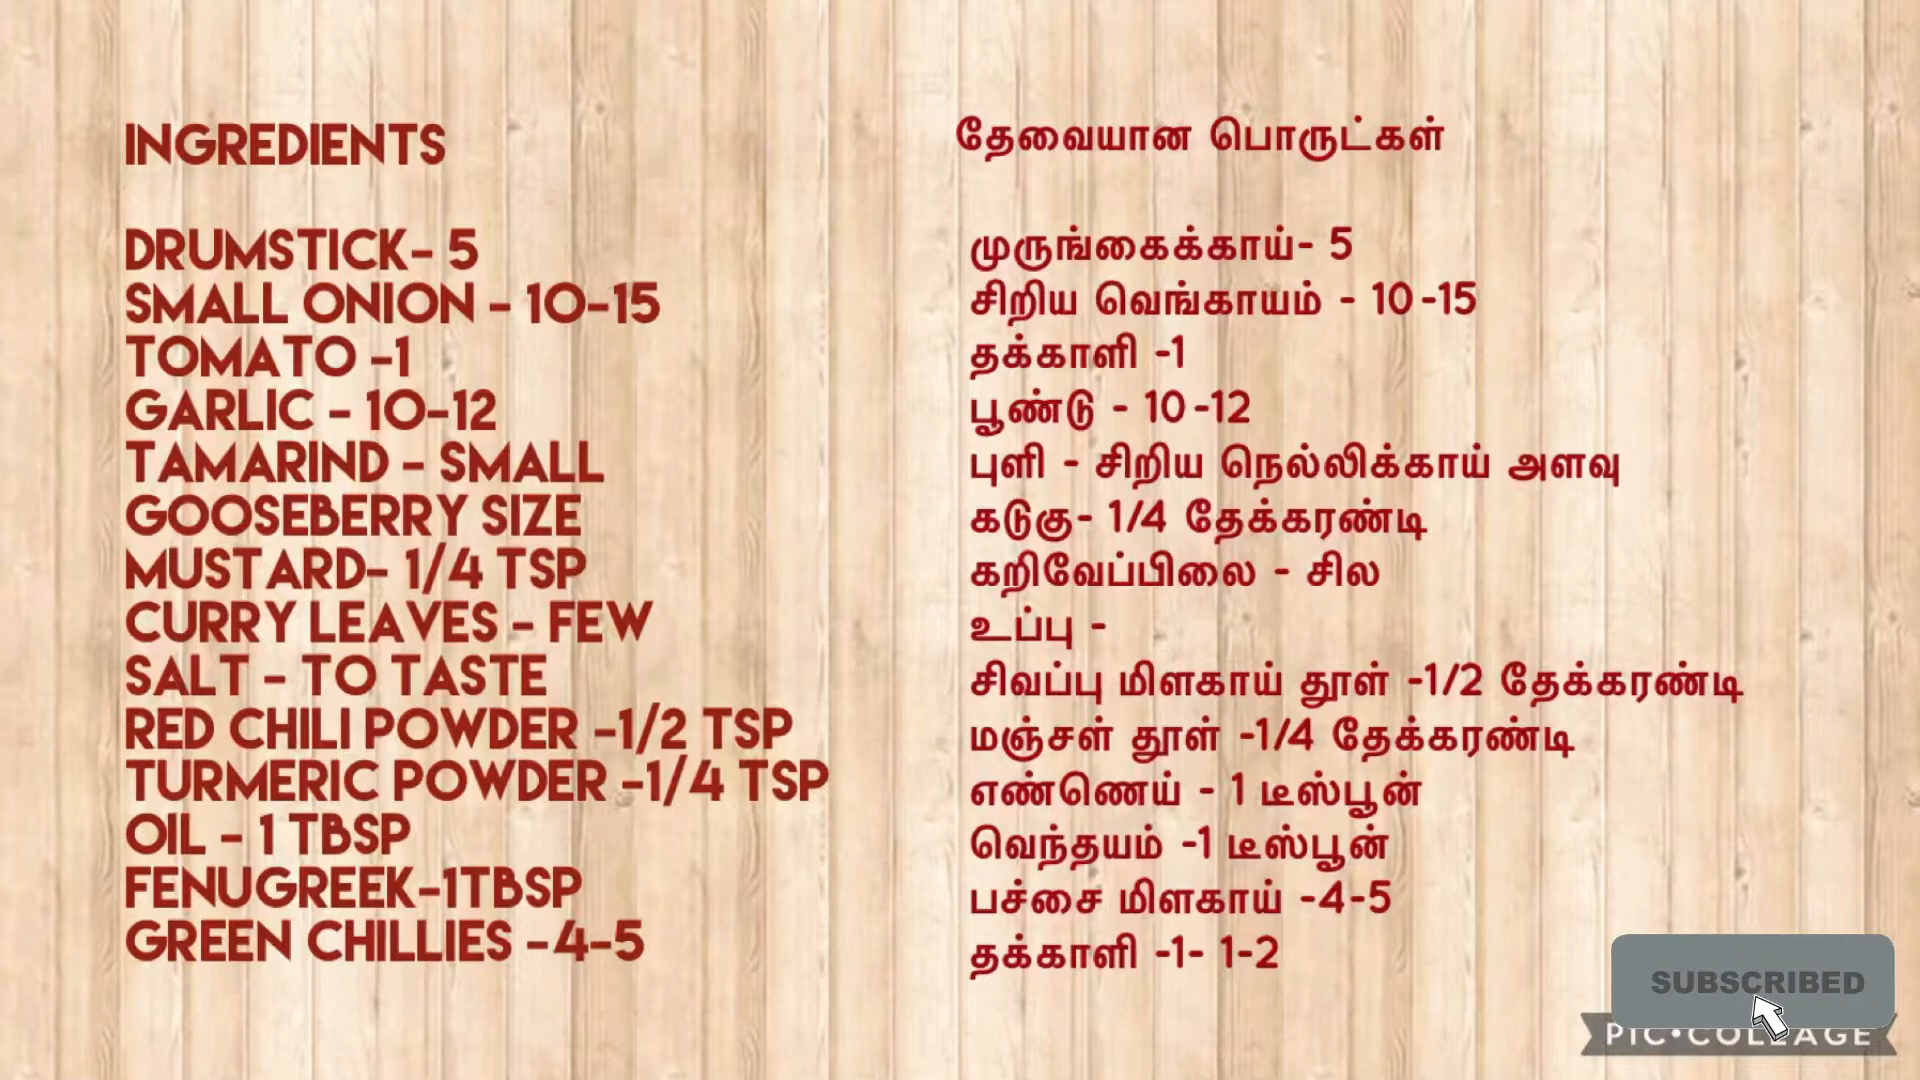 INGREDIENTS
DRUMSTICK- 5
SMALL ONION - 10-15
TOMATO -1
GARLIC - 10-12
TAMARIND - SMALL
GOOSEBERRY SIZE
MUSTARD- 1/4 TSP
CURRY LEAVES - FEW
SALT - TO TASTE
RED CHILI POWDER -1/2 TSP
TURMERIC POWDER -1/4 TSP
OIL - 1 TBSP
FENUGREEK-1TBSP
GREEN CHILLIES -4-5
தேவையான பொருட்கள்
முருங்கைக்காய்- 5
சிறிய வெங்காயம் - 10 -15
தக்காளி -1
பூண்டு - 10 -12
புளி - சிறிய நெல்லிக்காய் அளவு
கடுகு- 1/4 தேக்கரண்டி
கறிவேப்பிலை - சில
உப்பு -
சிவப்பு மிளகாய் தூள் -1/2 தேக்கரண்டி
மஞ்சள் தூள் -1/4 தேக்கரண்டி
எண்ணெய் - 1 டீஸ்பூன்
வெந்தயம் -1 டீஸ்பூன்
பச்சை மிளகாய் -4-5
தக்காளி -1- 1-2
SUBSCRIBED
PIC•COLLAGE